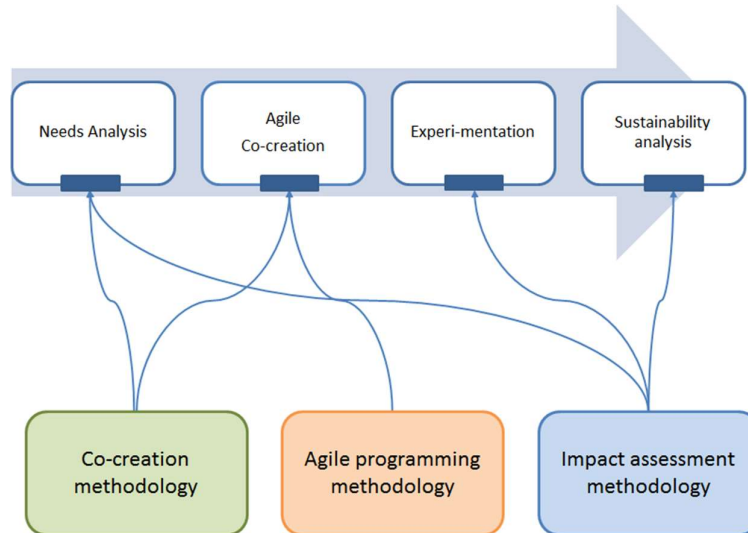 Needs Analysis
Agile
Co-creation
Experi-mentation
Sustainability
analysis
Co-creation
methodology
Agile programming
methodology
Impact assessment
methodology